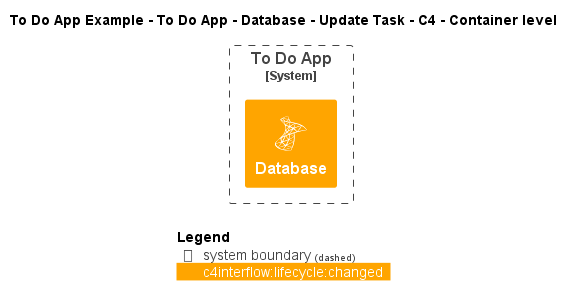 To Do App Example - To Do App - Database - Update Task - C4 - Container level
To Do App
[System]
Database
Legend
system boundary (dashed)
c4interflow:lifecycle:changed